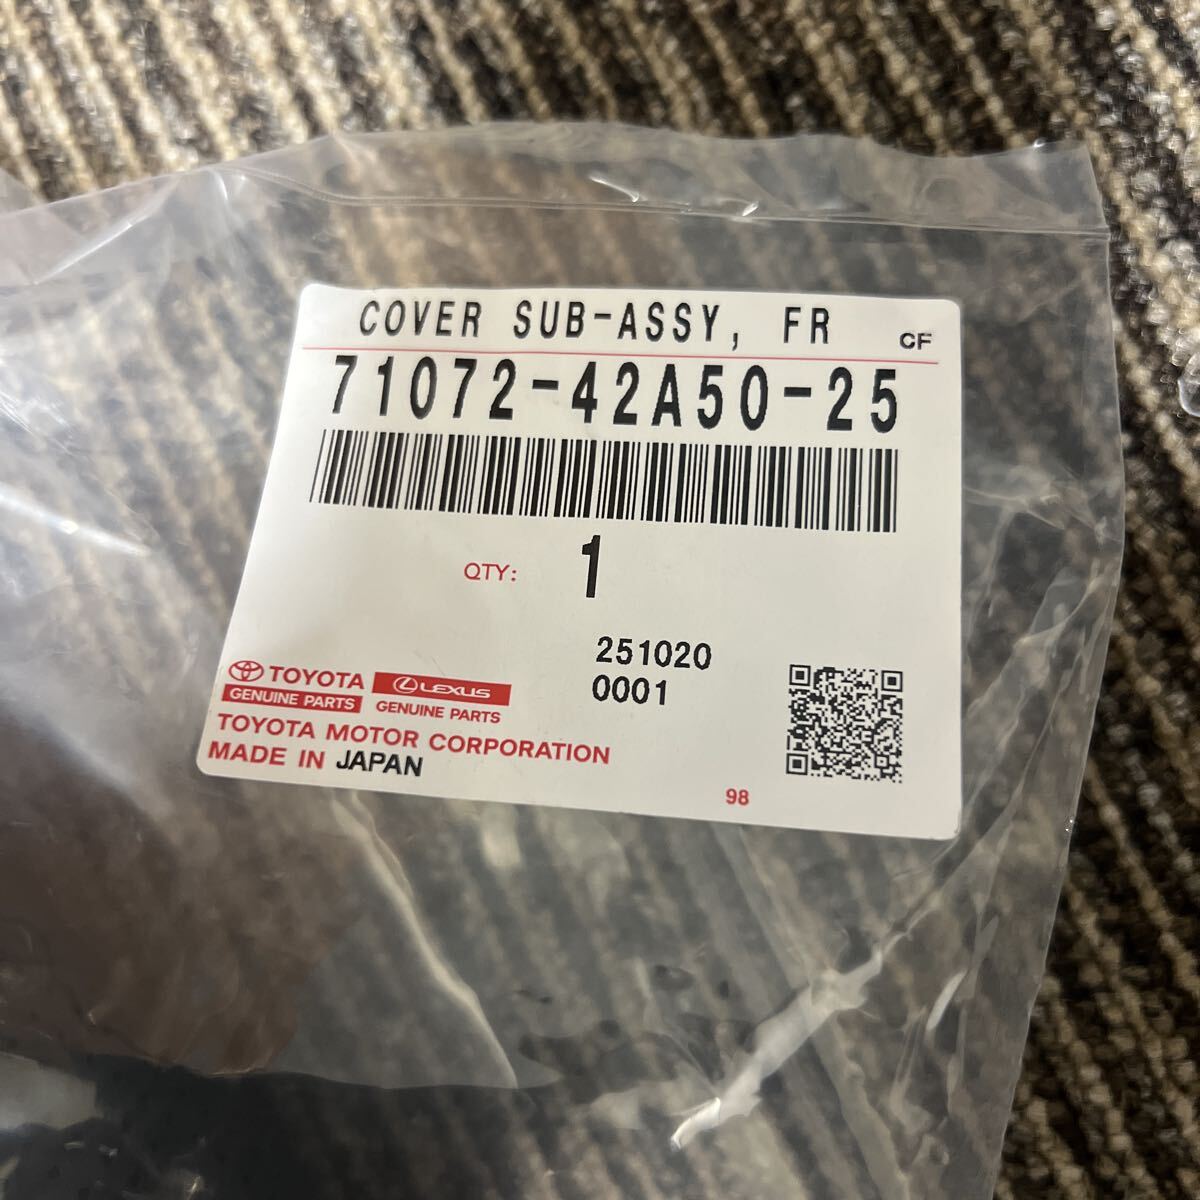 COVER SUB-ASSY, FR CF
71072-42A50-25
QTY: 1
251020
0001
TOYOTA
GENUINE PARTS
LEXUS
GENUINE PARTS
TOYOTA MOTOR CORPORATION
MADE IN JAPAN
98